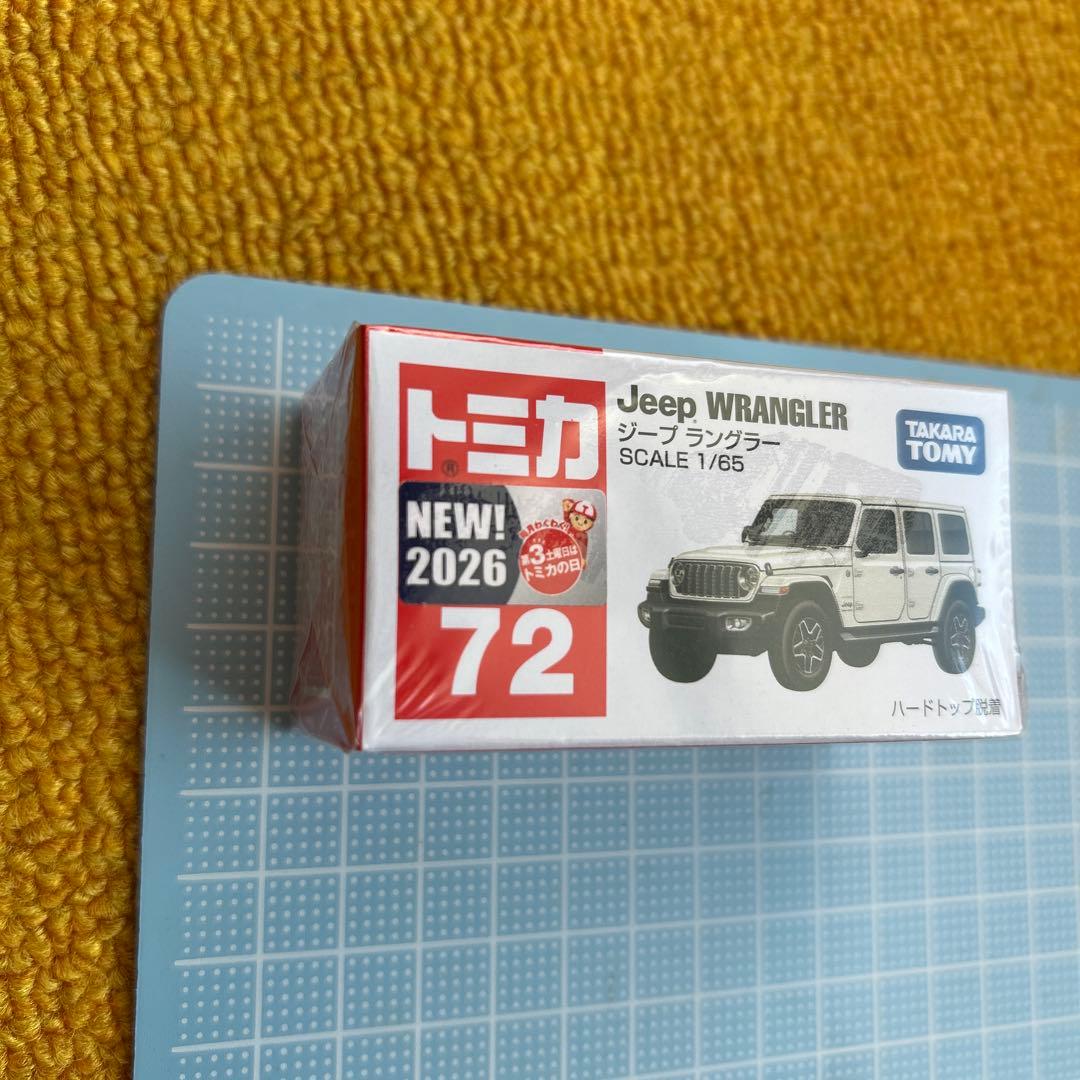 トミカ
®
NEW!
2026
毎月わくわく!
第3土曜日は
トミカの日
72
Jeep® WRANGLER
ジープ ラングラー
SCALE 1/65
TAKARA
TOMY
Jeep
ハードトップ脱着